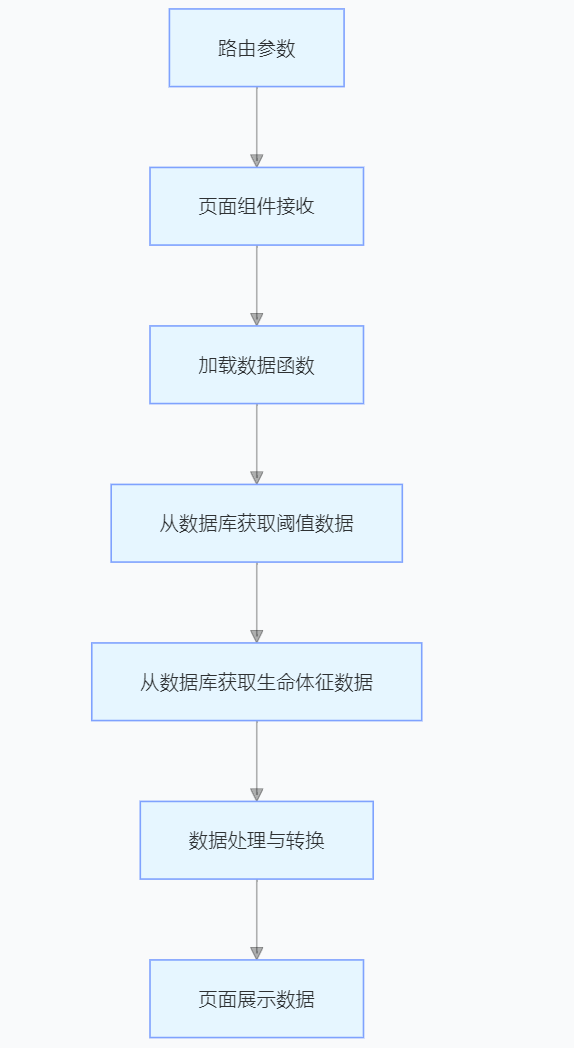 路由参数
页面组件接收
加载数据函数
从数据库获取阈值数据
从数据库获取生命体征数据
数据处理与转换
页面展示数据